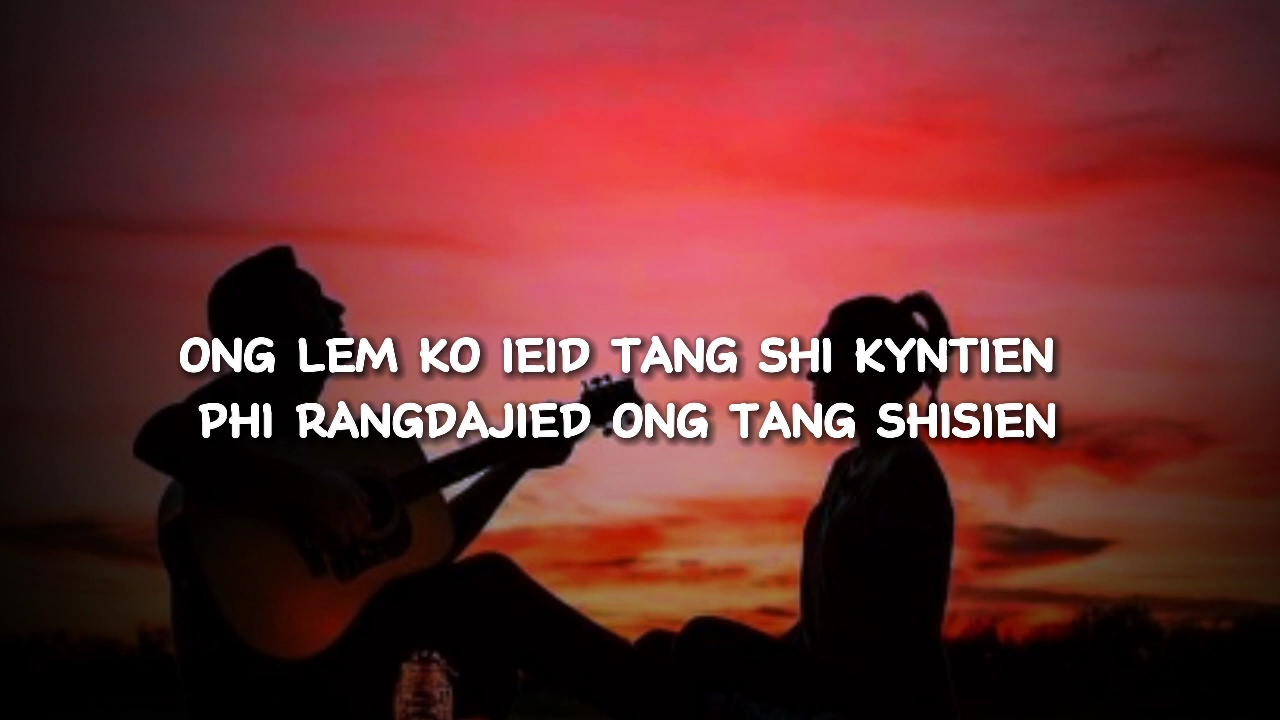 ONG LEM KO IEID TANG SHI KYNTIEN
PHI RANGDAJIED ONG TANG SHISIEN